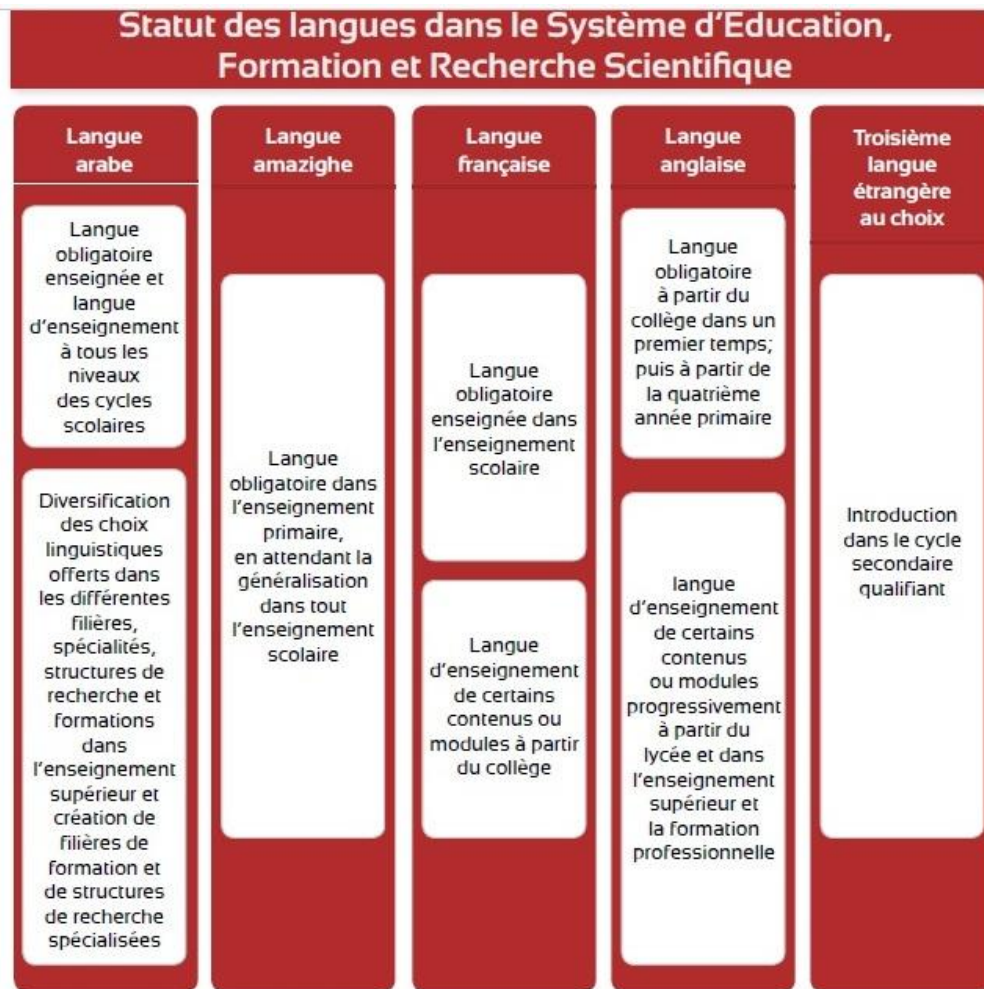 Statut des langues dans le Système d'Education,
Formation et Recherche Scientifique
Langue
arabe
Langue
obligatoire
enseignée et
langue
d'enseignement
à tous les
niveaux
des cycles
scolaires
Diversification
des choix
linguistiques
offerts dans
les différentes
filières,
spécialités,
structures de
recherche et
formations
dans
l'enseignement
supérieur et
création de
filières de
formation et
de structures
de recherche
spécialisées
Langue
amazighe
Langue
obligatoire dans
l'enseignement
primaire,
en attendant la
généralisation
dans tout
l'enseignement
scolaire
Langue
française
Langue
obligatoire
enseignée dans
l'enseignement
scolaire
Langue
d'enseignement
de certains
contenus ou
modules à partir
du collège
Langue
anglaise
Langue
obligatoire
à partir du
collège dans un
premier temps;
puis à partir de
la quatrième
année primaire
langue
d'enseignement
de certains
contenus
ou modules
progressivement
à partir du
lycée et dans
l'enseignement
supérieur et
la formation
professionnelle
Troisième
langue
étrangère
au choix
Introduction
dans le cycle
secondaire
qualifiant